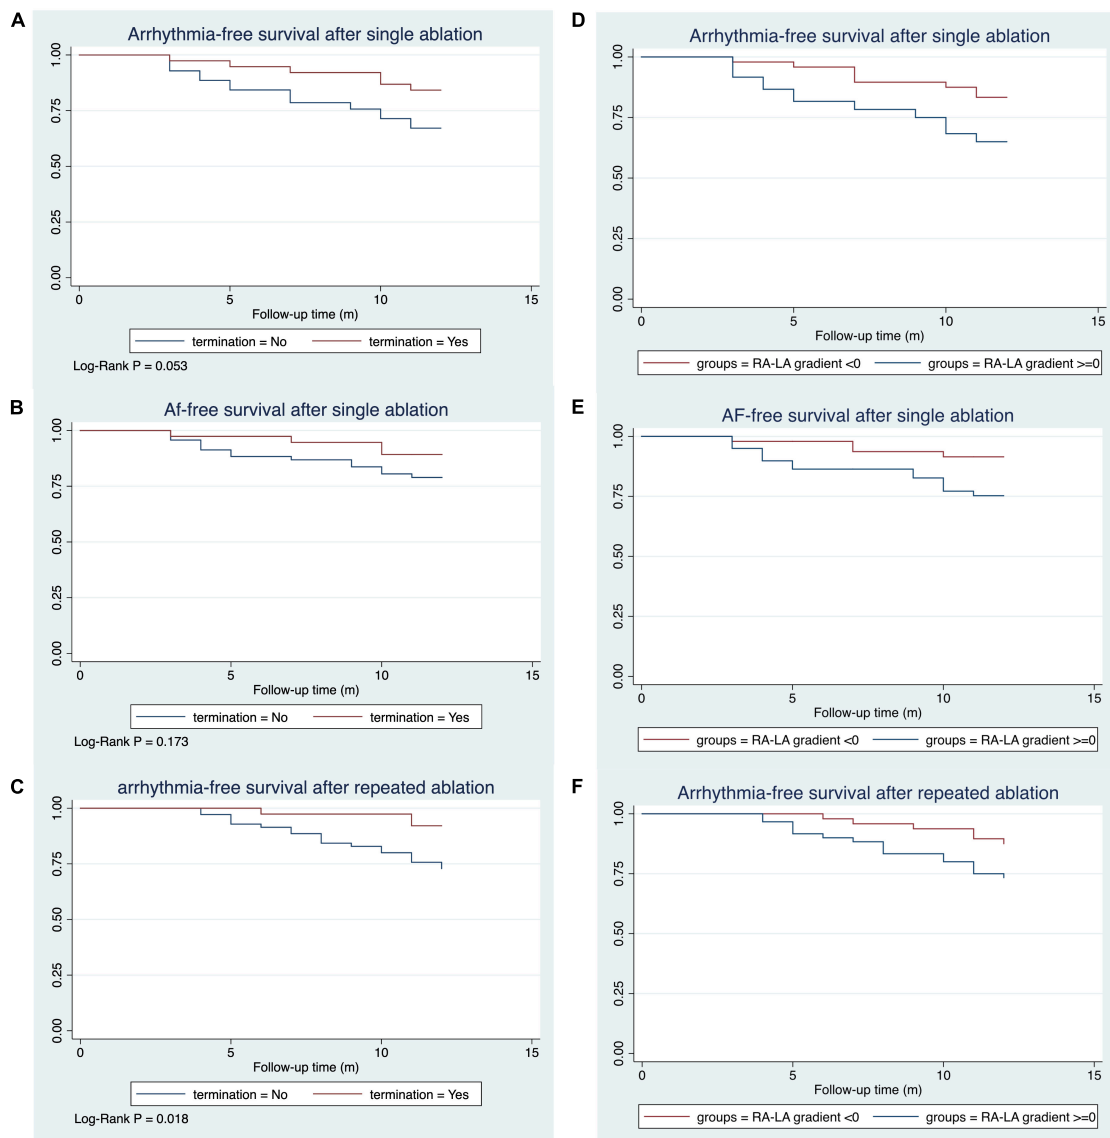 A
Arrhythmia-free survival after single ablation
1.00
0.75
0.50
0.25
0.00
0 5 10 15
Follow-up time (m)
termination = No termination = Yes
Log-Rank P = 0.053
B
Af-free survival after single ablation
1.00
0.75
0.50
0.25
0.00
0 5 10 15
Follow-up time (m)
termination = No termination = Yes
Log-Rank P = 0.173
C
arrhythmia-free survival after repeated ablation
1.00
0.75
0.50
0.25
0.00
0 5 10 15
Follow-up time (m)
termination = No termination = Yes
Log-Rank P = 0.018
D
Arrhythmia-free survival after single ablation
1.00
0.75
0.50
0.25
0.00
0 5 10 15
Follow-up time (m)
groups = RA-LA gradient <0 groups = RA-LA gradient >=0
E
AF-free survival after single ablation
1.00
0.75
0.50
0.25
0.00
0 5 10 15
Follow-up time (m)
groups = RA-LA gradient <0 groups = RA-LA gradient >=0
F
Arrhythmia-free survival after repeated ablation
1.00
0.75
0.50
0.25
0.00
0 5 10 15
Follow-up time (m)
groups = RA-LA gradient <0 groups = RA-LA gradient >=0